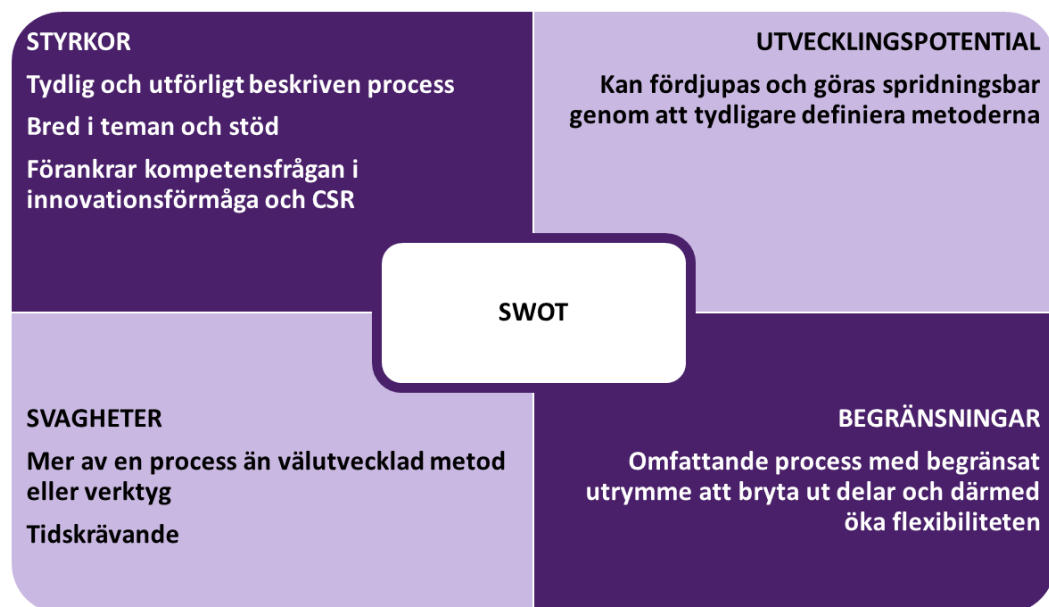 STYRKOR
Tydlig och utförligt beskriven process
Bred i teman och stöd
Förankrar kompetensfrågan i
innovationsförmåga och CSR
UTVECKLINGSPOTENTIAL
Kan fördjupas och göras spridningsbar
genom att tydligare definiera metoderna
SWOT
SVAGHETER
Mer av en process än välutvecklad metod
eller verktyg
Tidskrävande
BEGRÄNSNINGAR
Omfattande process med begränsat
utrymme att bryta ut delar och därmed
öka flexibiliteten